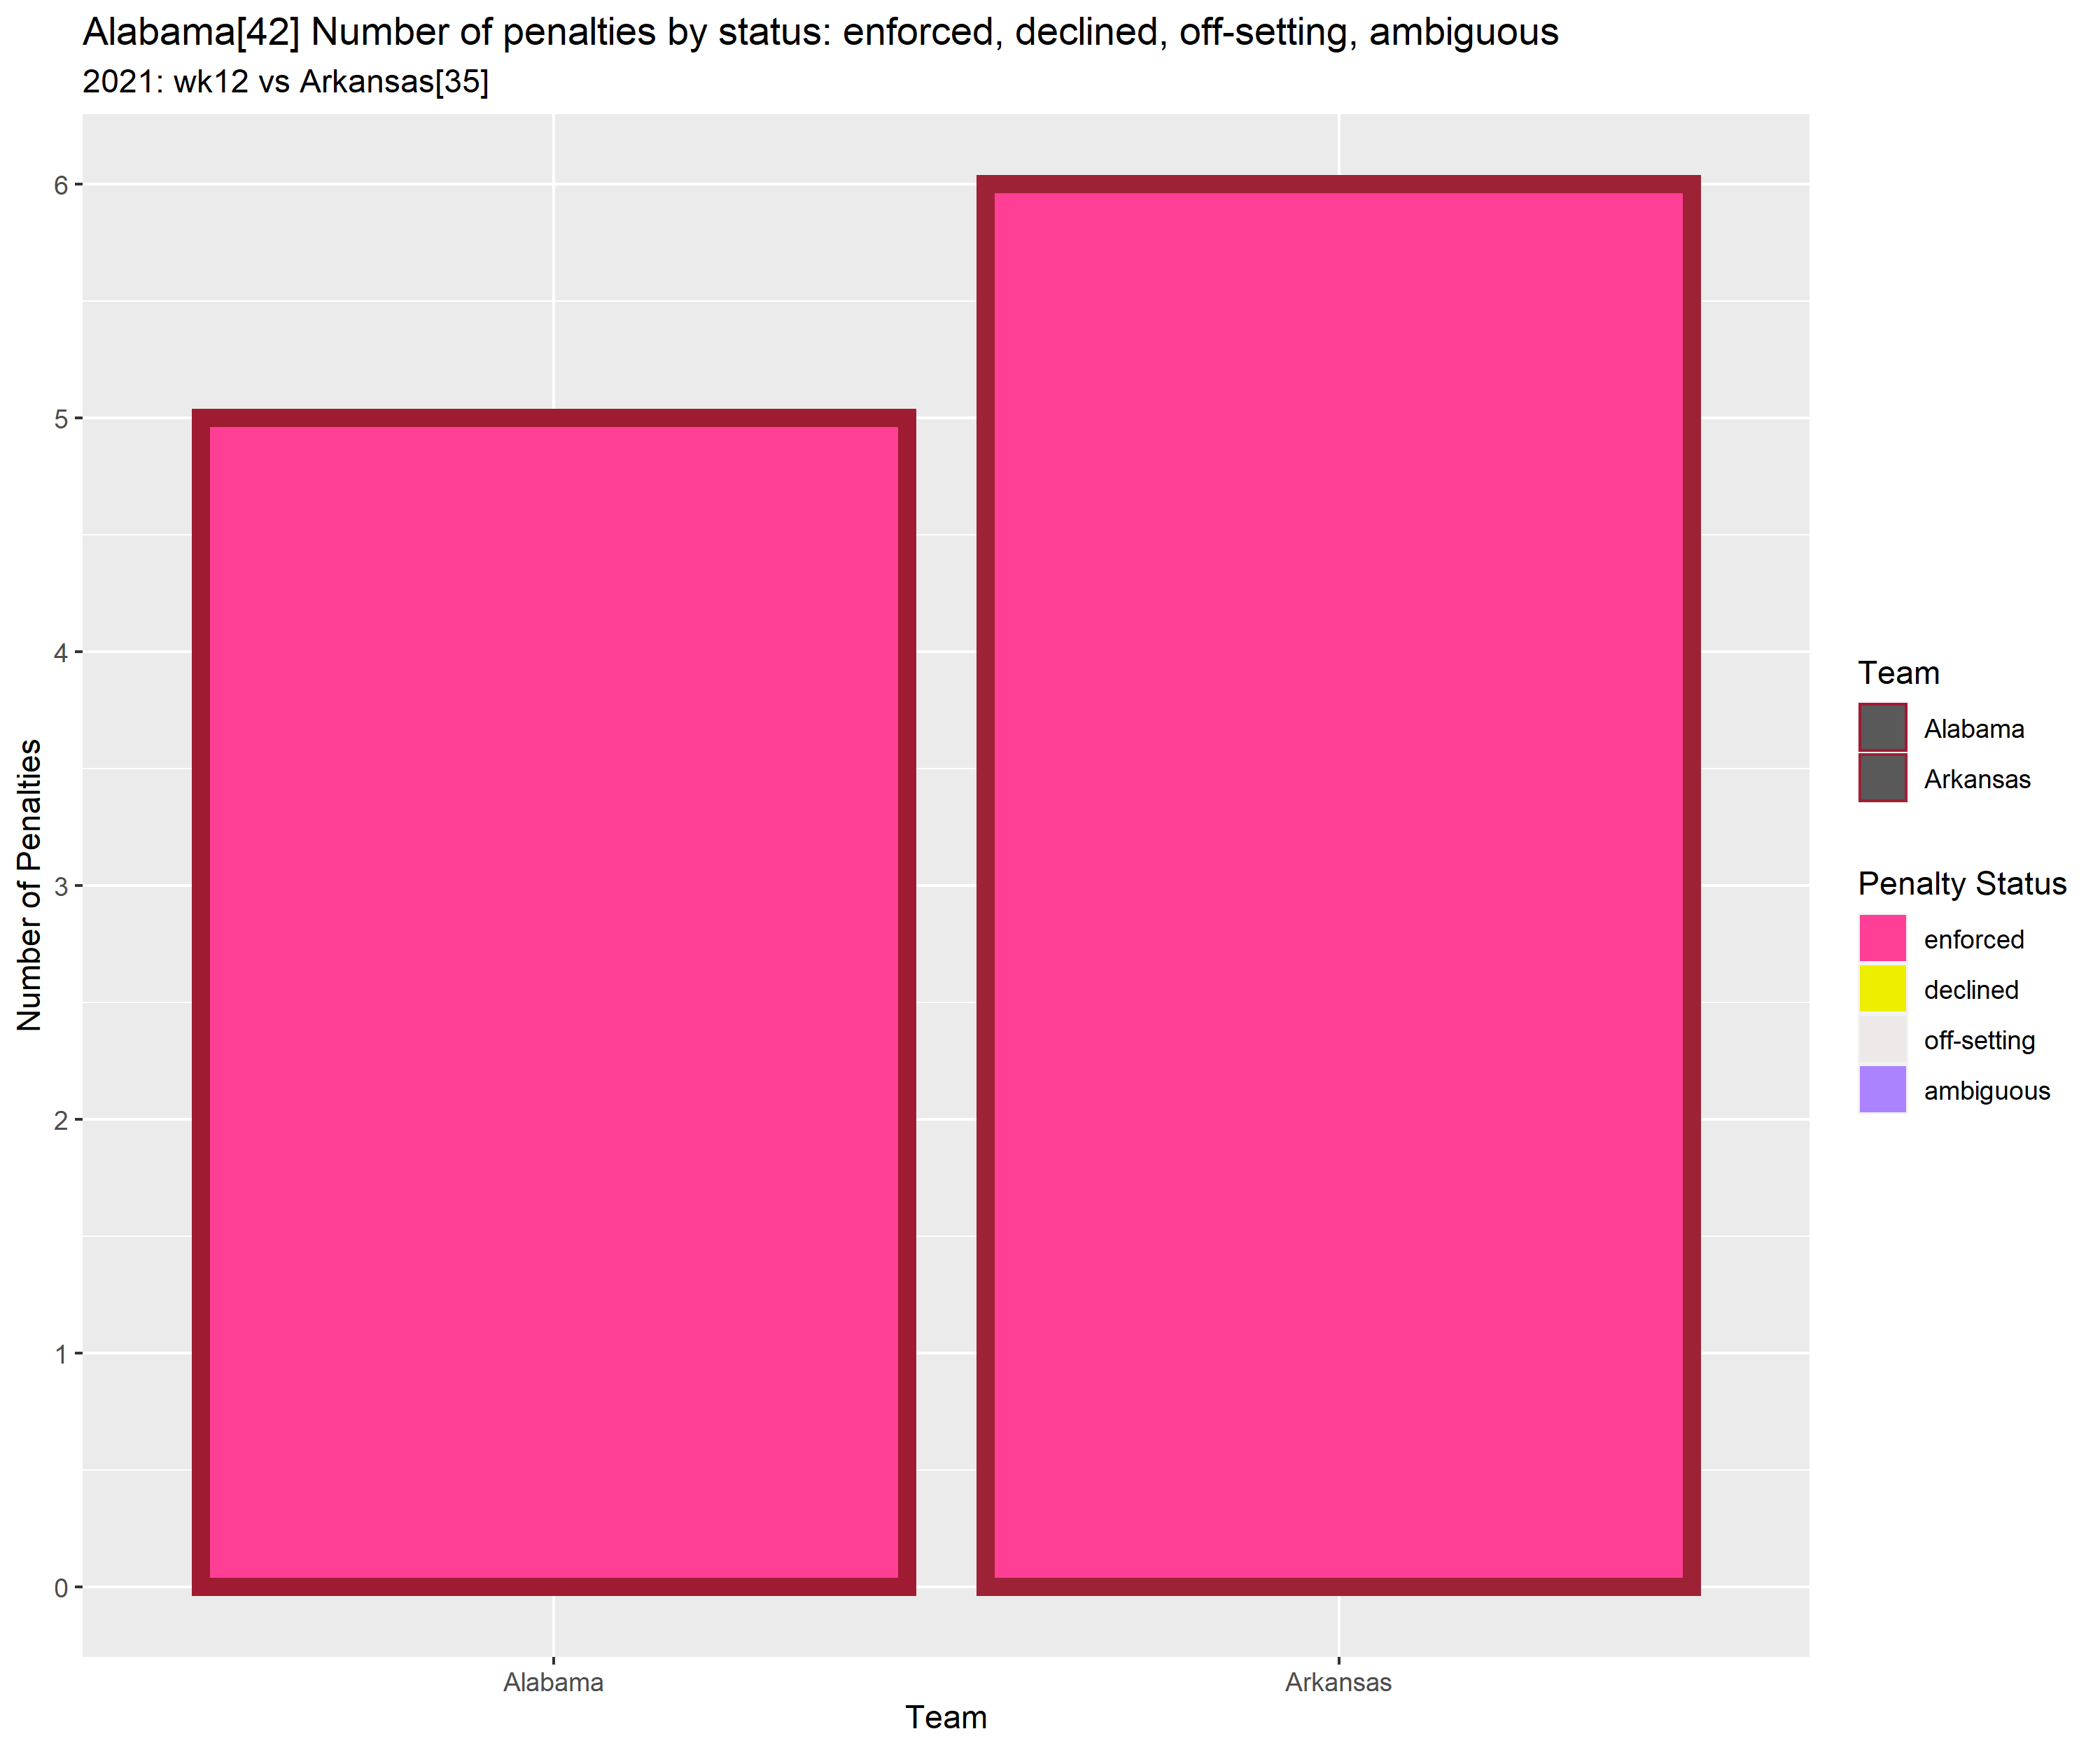 Alabama[42] Number of penalties by status: enforced, declined, off-setting, ambiguous
2021: wk12 vs Arkansas[35]
Number of Penalties
6
5
4
3
2
1
0
Alabama
Arkansas
Team
Team
Alabama
Arkansas
Penalty Status
enforced
declined
off-setting
ambiguous